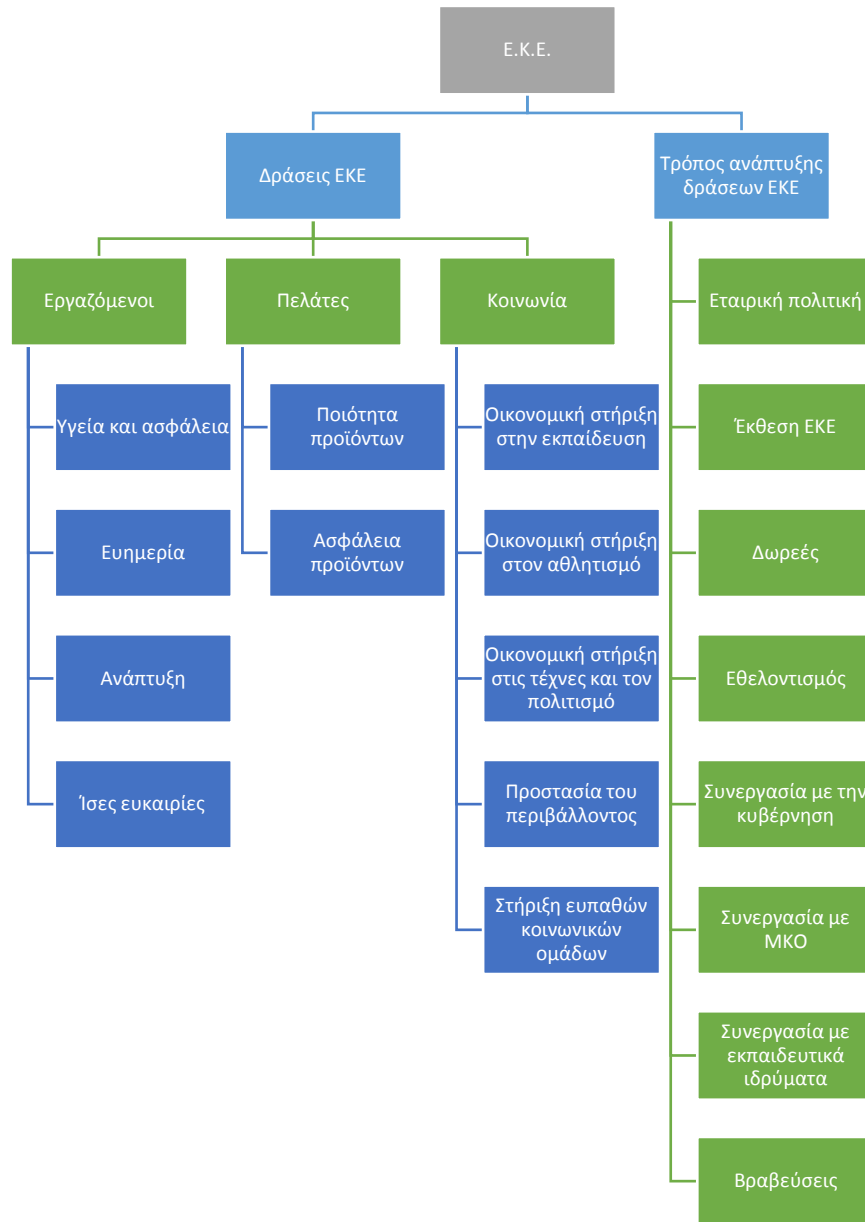 Ε.Κ.Ε.
Δράσεις ΕΚΕ
Τρόπος ανάπτυξης
δράσεων ΕΚΕ
Εργαζόμενοι
Υγεία και ασφάλεια
Ευημερία
Ανάπτυξη
Ίσες ευκαιρίες
Πελάτες
Ποιότητα
προϊόντων
Ασφάλεια
προϊόντων
Κοινωνία
Οικονομική στήριξη
στην εκπαίδευση
Οικονομική στήριξη
στον αθλητισμό
Οικονομική στήριξη
στις τέχνες και τον
πολιτισμό
Προστασία του
περιβάλλοντος
Στήριξη ευπαθών
κοινωνικών
ομάδων
Εταιρική πολιτική
Έκθεση ΕΚΕ
Δωρεές
Εθελοντισμός
Συνεργασία με την
κυβέρνηση
Συνεργασία με
ΜΚΟ
Συνεργασία με
εκπαιδευτικά
ιδρύματα
Βραβεύσεις